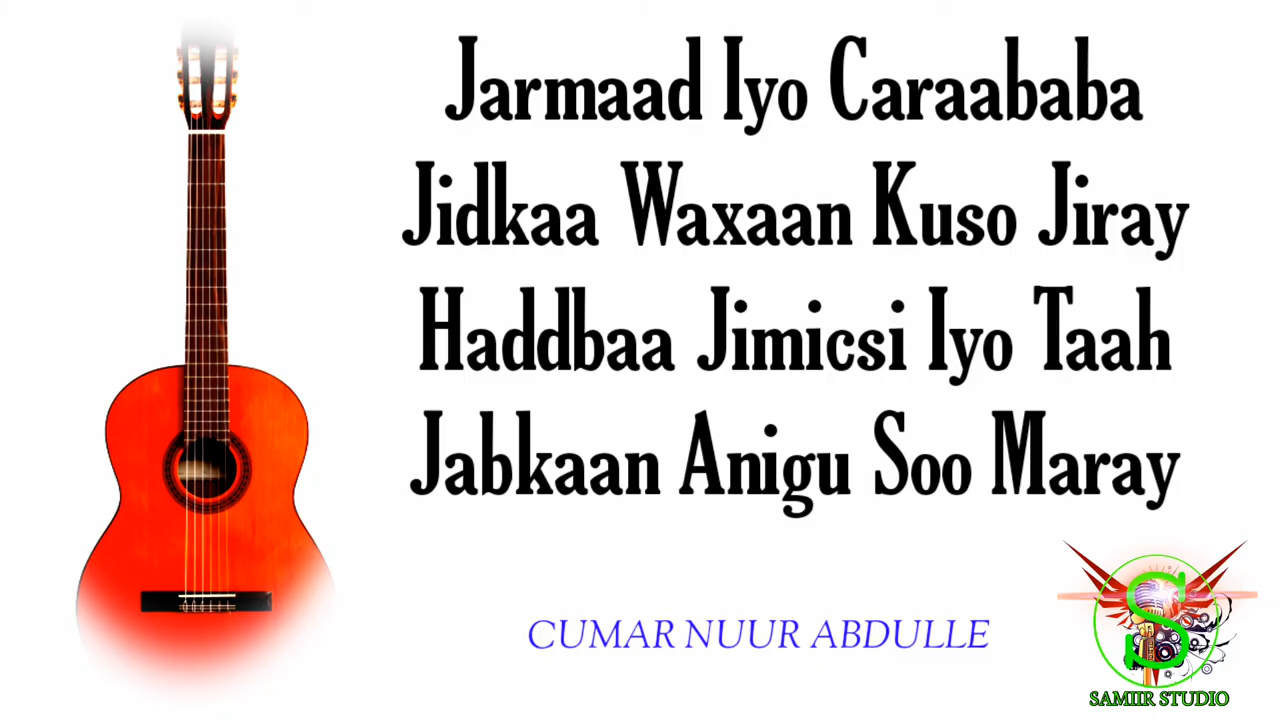 Jarmaad Iyo Caraababa
Jidkaa Waxaan Kuso Jiray
Haddbaa Jimicsi Iyo Taah
Jabkaan Anigu Soo Maray
CUMAR NUUR ABDULLE
S
SAMIIR STUDIO